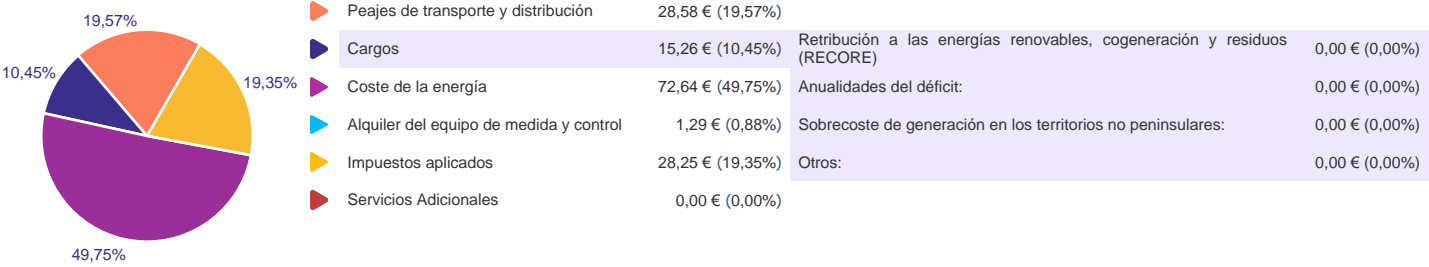 19,57%
10,45%
19,35%
49,75%
Peajes de transporte y distribución 28,58 € (19,57%)
Cargos 15,26 € (10,45%) Retribución a las energías renovables, cogeneración y residuos
(RECORE) 0,00 € (0,00%)
Coste de la energía 72,64 € (49,75%) Anualidades del déficit: 0,00 € (0,00%)
Alquiler del equipo de medida y control 1,29 € (0,88%) Sobrecoste de generación en los territorios no peninsulares: 0,00 € (0,00%)
Impuestos aplicados 28,25 € (19,35%) Otros: 0,00 € (0,00%)
Servicios Adicionales 0,00 € (0,00%)